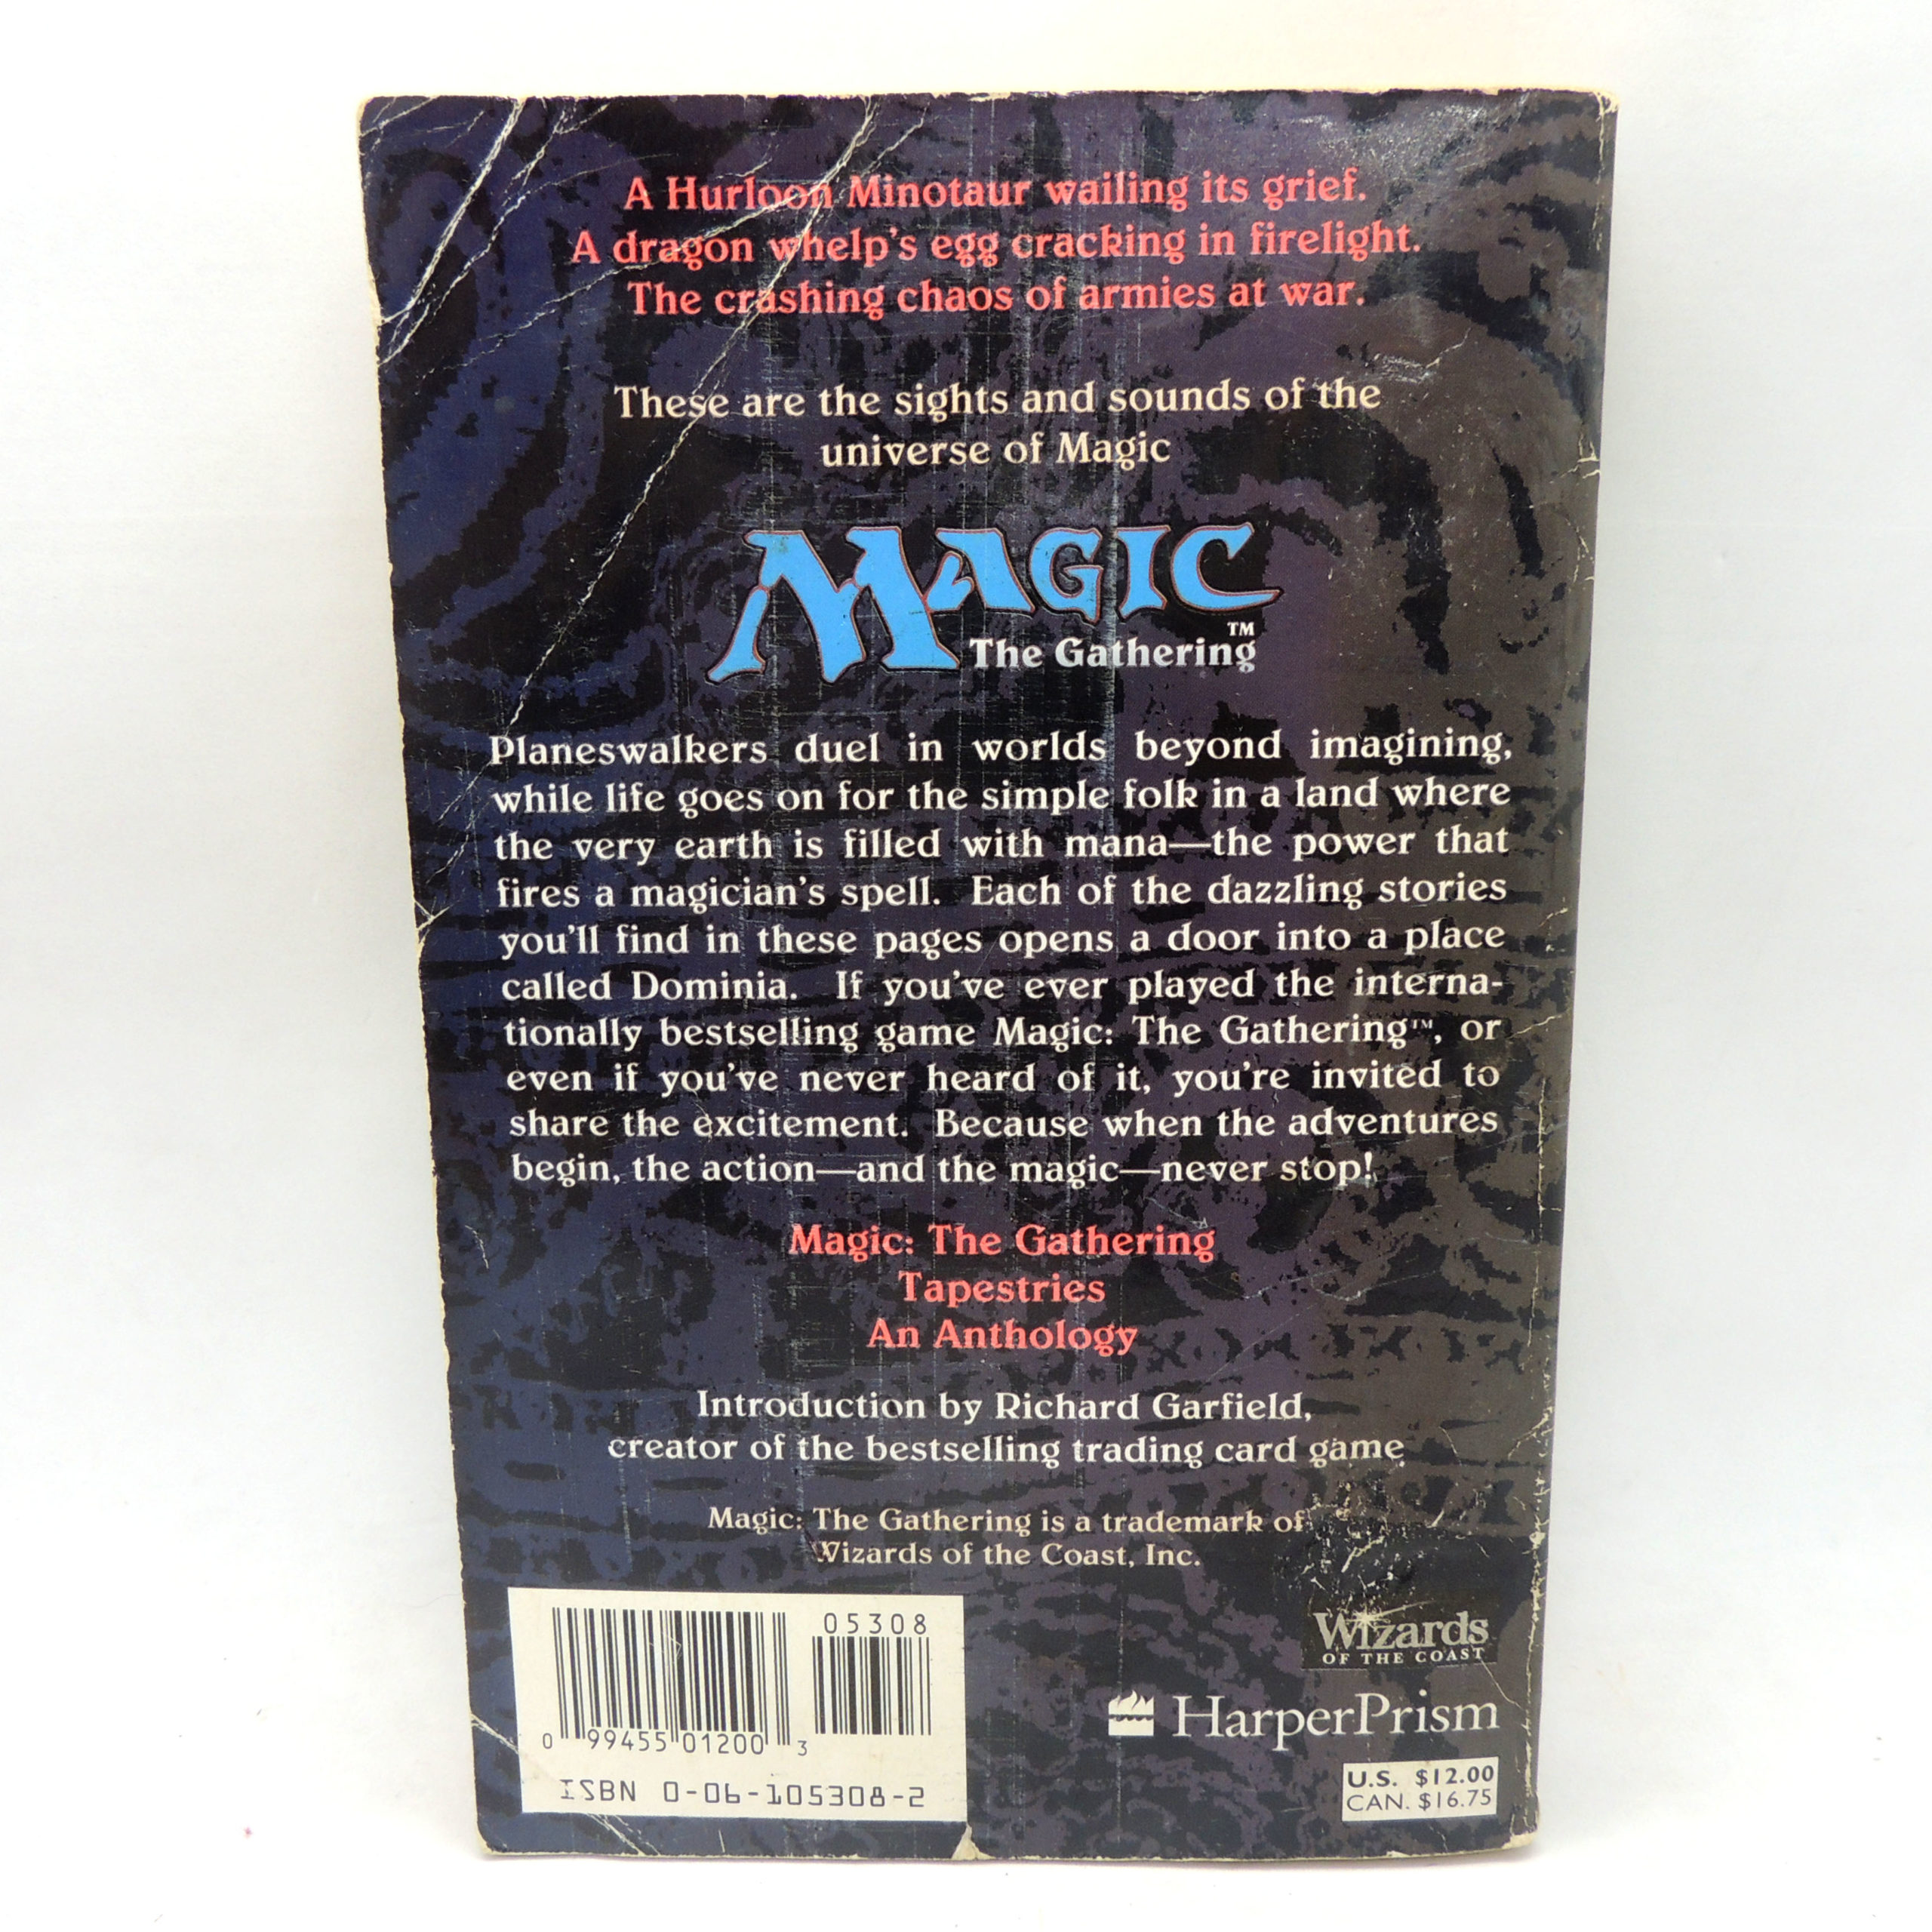 A Hurloon Minotaur wailing its grief.
A dragon whelp's egg cracking in firelight.
The crashing chaos of armies at war.
These are the sights and sounds of the
universe of Magic
MAGIC
The Gathering™
Planeswalkers duel in worlds beyond imagining,
while life goes on for the simple folk in a land where
the very earth is filled with mana—the power that
fires a magician's spell. Each of the dazzling stories
you'll find in these pages opens a door into a place
called Dominia. If you've ever played the interna-
tionally bestselling game Magic: The Gathering™, or
even if you've never heard of it, you're invited to
share the excitement. Because when the adventures
begin, the action—and the magic—never stop!
Magic: The Gathering
Tapestries
An Anthology
Introduction by Richard Garfield,
creator of the bestselling trading card game
Magic: The Gathering is a trademark of
Wizards of the Coast, Inc.
05308
0 99455 01200 3
ISBN 0-06-105308-2
Wizards
OF THE COAST
HarperPrism
U.S. $12.00
CAN. $16.75